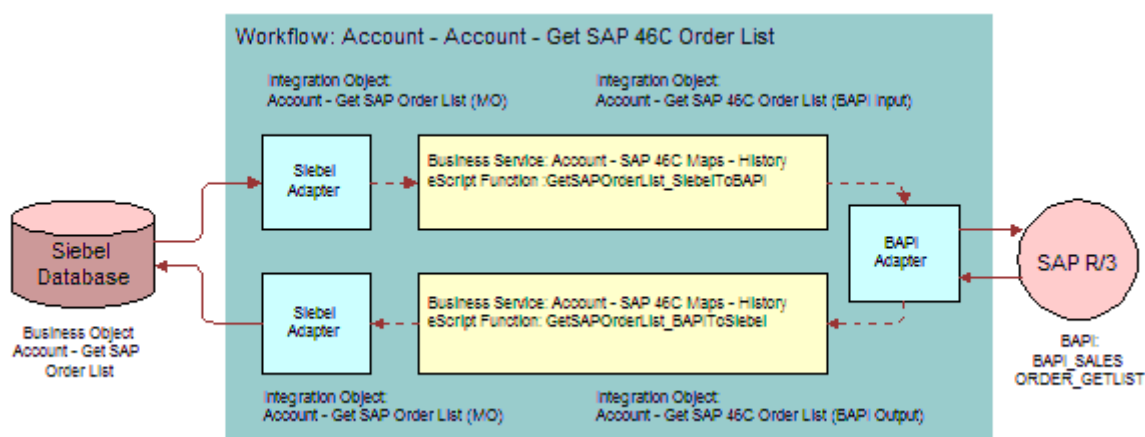 Workflow: Account - Account - Get SAP 46C Order List
Integration Object:
Account - Get SAP Order List (MO)
Integration Object:
Account - Get SAP 46C Order List (BAPI Input)
Siebel
Adapter
Business Service: Account - SAP 46C Maps - History
eScript Function :GetSAPOrderList_SiebelToBAPI
Siebel
Database
BAPI
Adapter
SAP R/3
Siebel
Adapter
Business Service: Account - SAP 46C Maps - History
eScript Function: GetSAPOrderList_BAPIToSiebel
Business Object
Account - Get SAP
Order List
BAPI:
BAPI_SALES
ORDER_GETLIST
Integration Object:
Account - Get SAP Order List (MO)
Integration Object:
Account - Get SAP 46C Order List (BAPI Output)